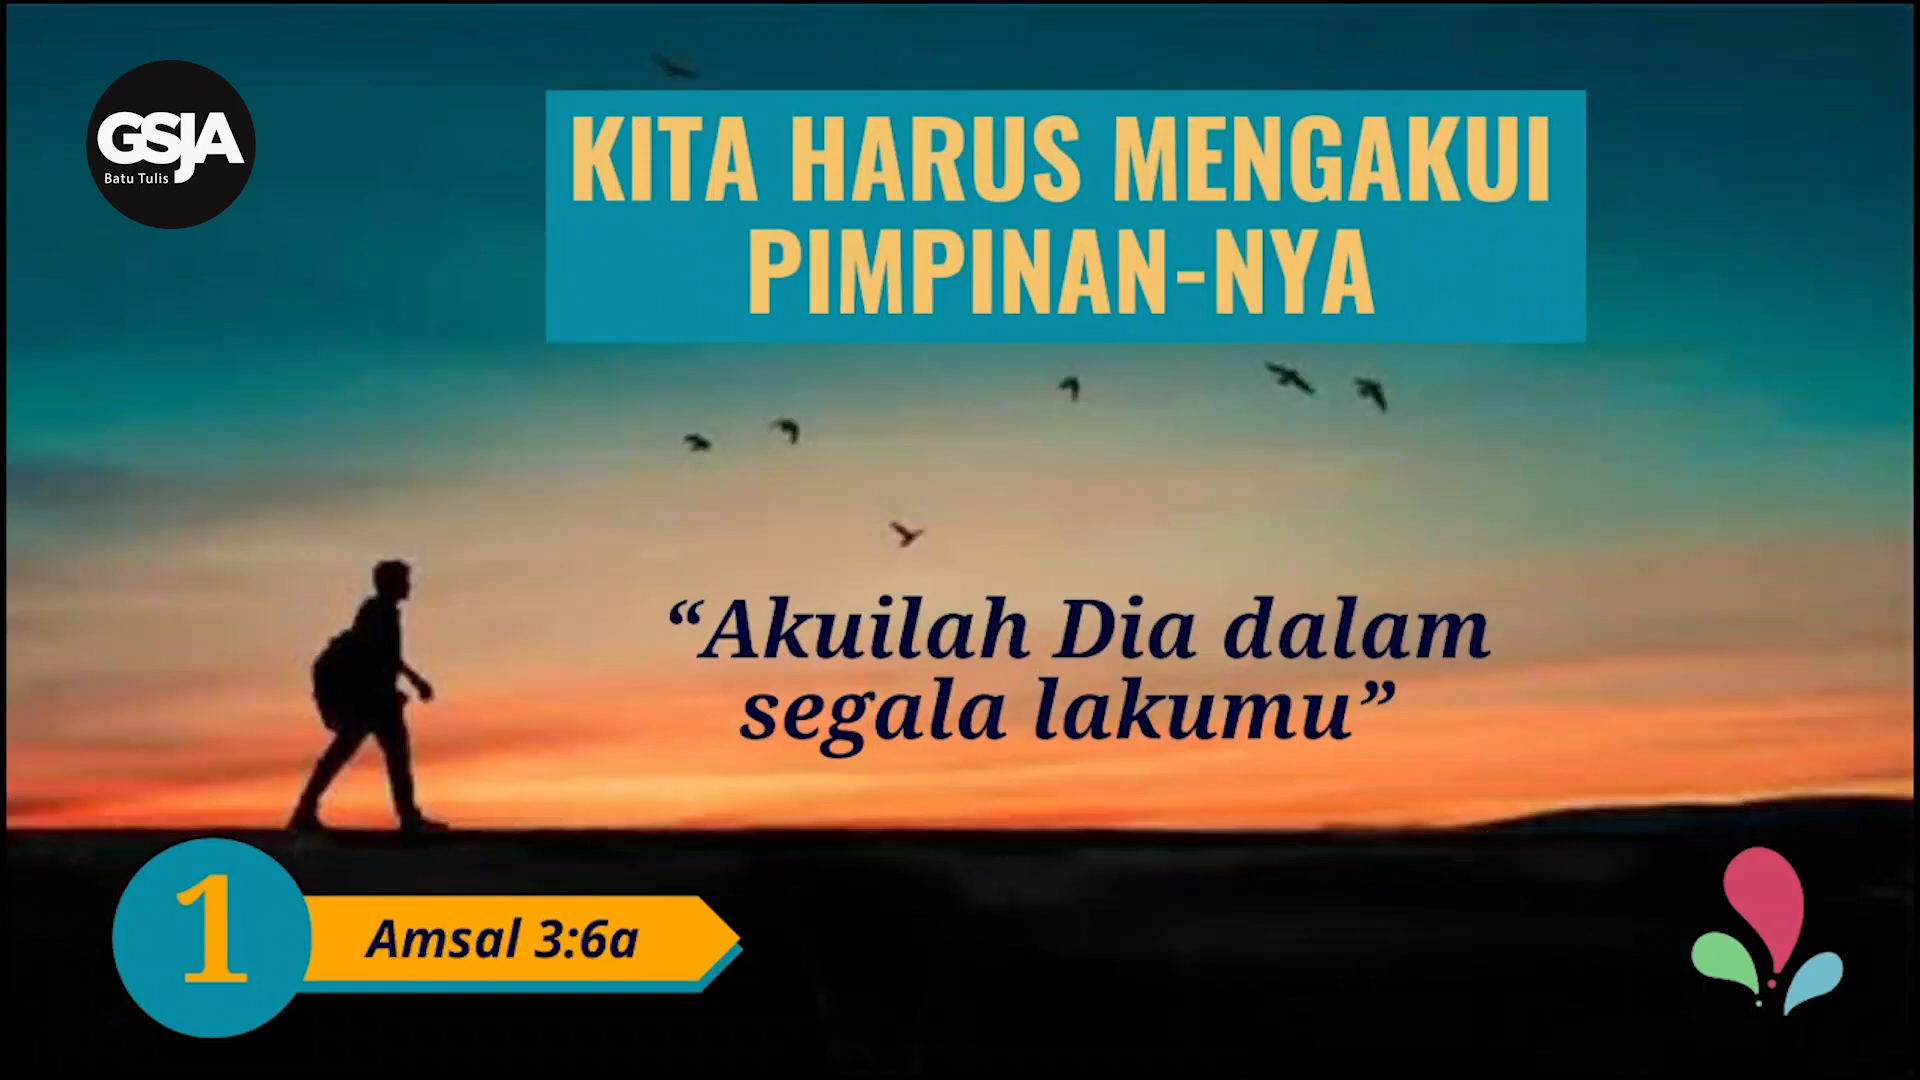 GSJA
Batu Tulis
KITA HARUS MENGAKUI
PIMPINAN-NYA
“Akuilah Dia dalam
segala lakumu”
1
Amsal 3:6a